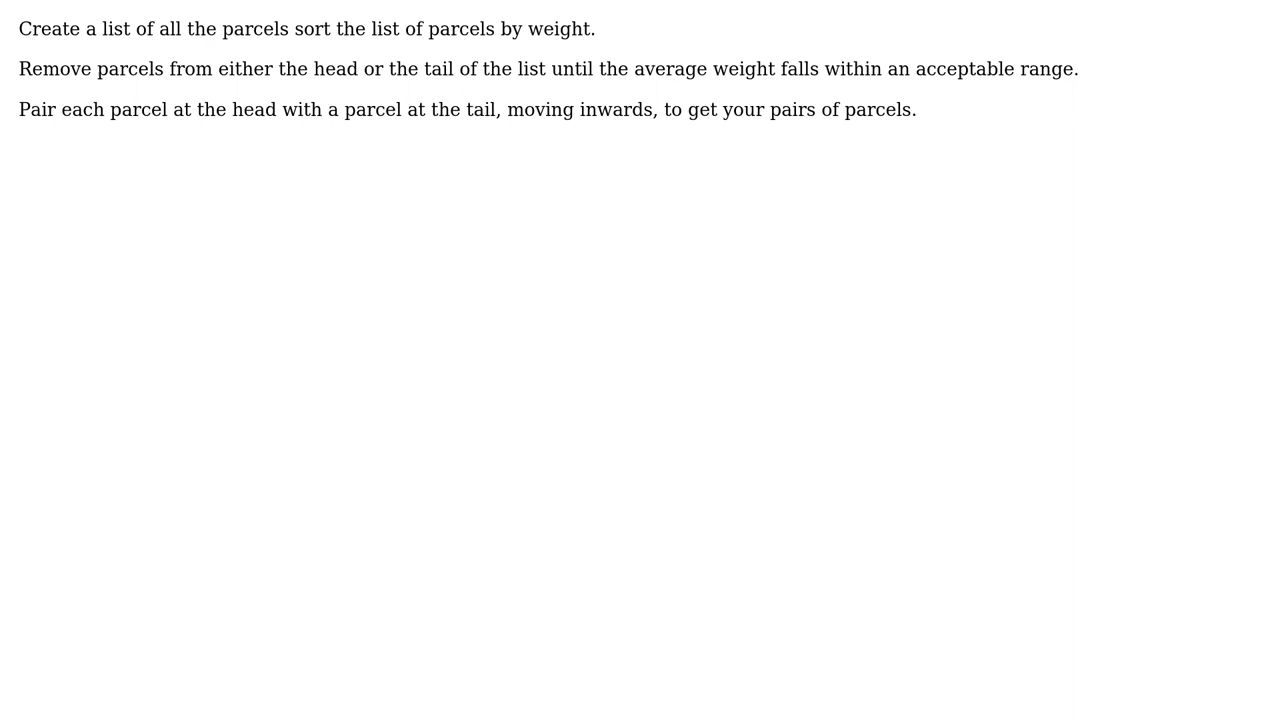 Create a list of all the parcels sort the list of parcels by weight.
Remove parcels from either the head or the tail of the list until the average weight falls within an acceptable range.
Pair each parcel at the head with a parcel at the tail, moving inwards, to get your pairs of parcels.